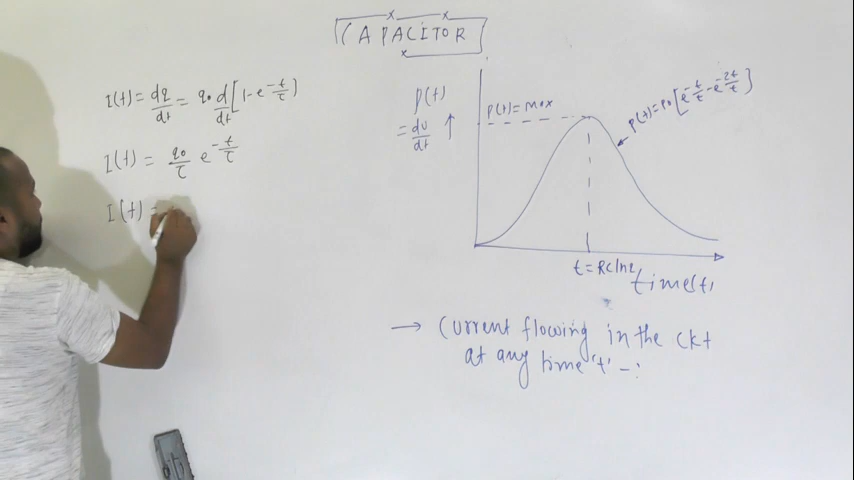 CAPACITOR
I(t) = dq/dt = q0 d/dt [1 - e^-t/τ]
I(t) = q0/τ e^-t/τ
I(t) =
P(t)
= dU/dt ↑
P(t) = max
P(t) = P0 [e^-t/τ - e^-2t/τ]
t = RC ln2
time(t)
→ Current flowing in the ckt
at any time 't' -: